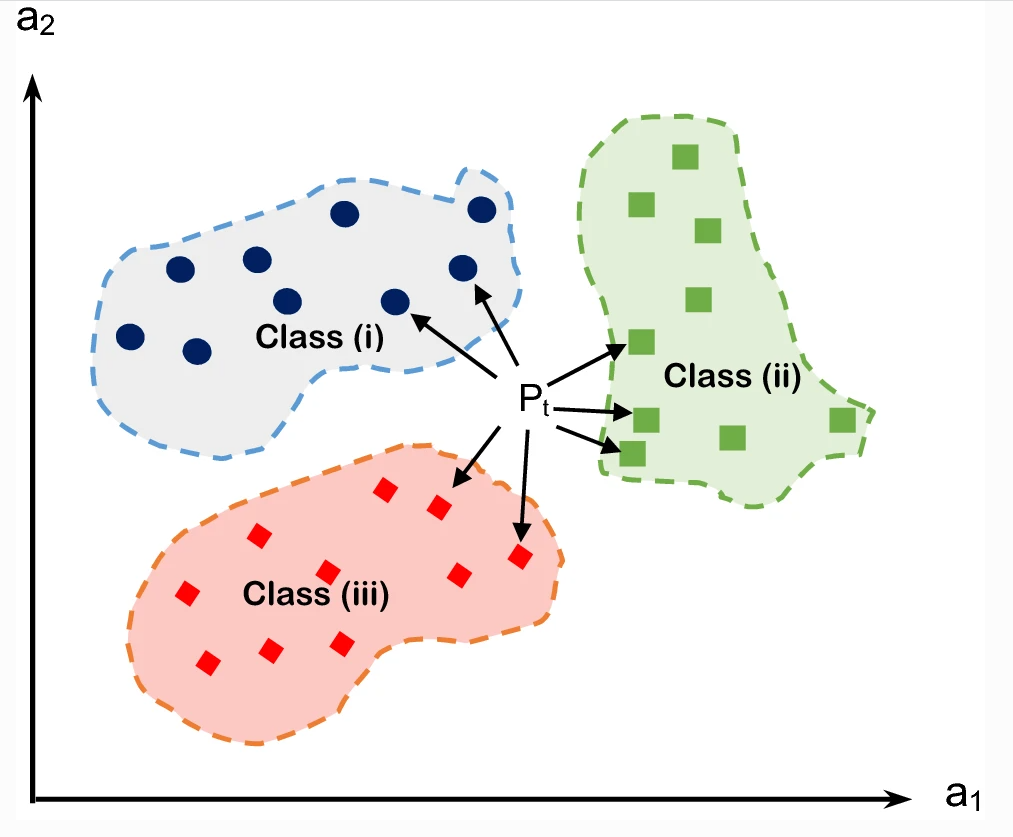 a₂
Class (i)
Class (ii)
Pₜ
Class (iii)
a₁